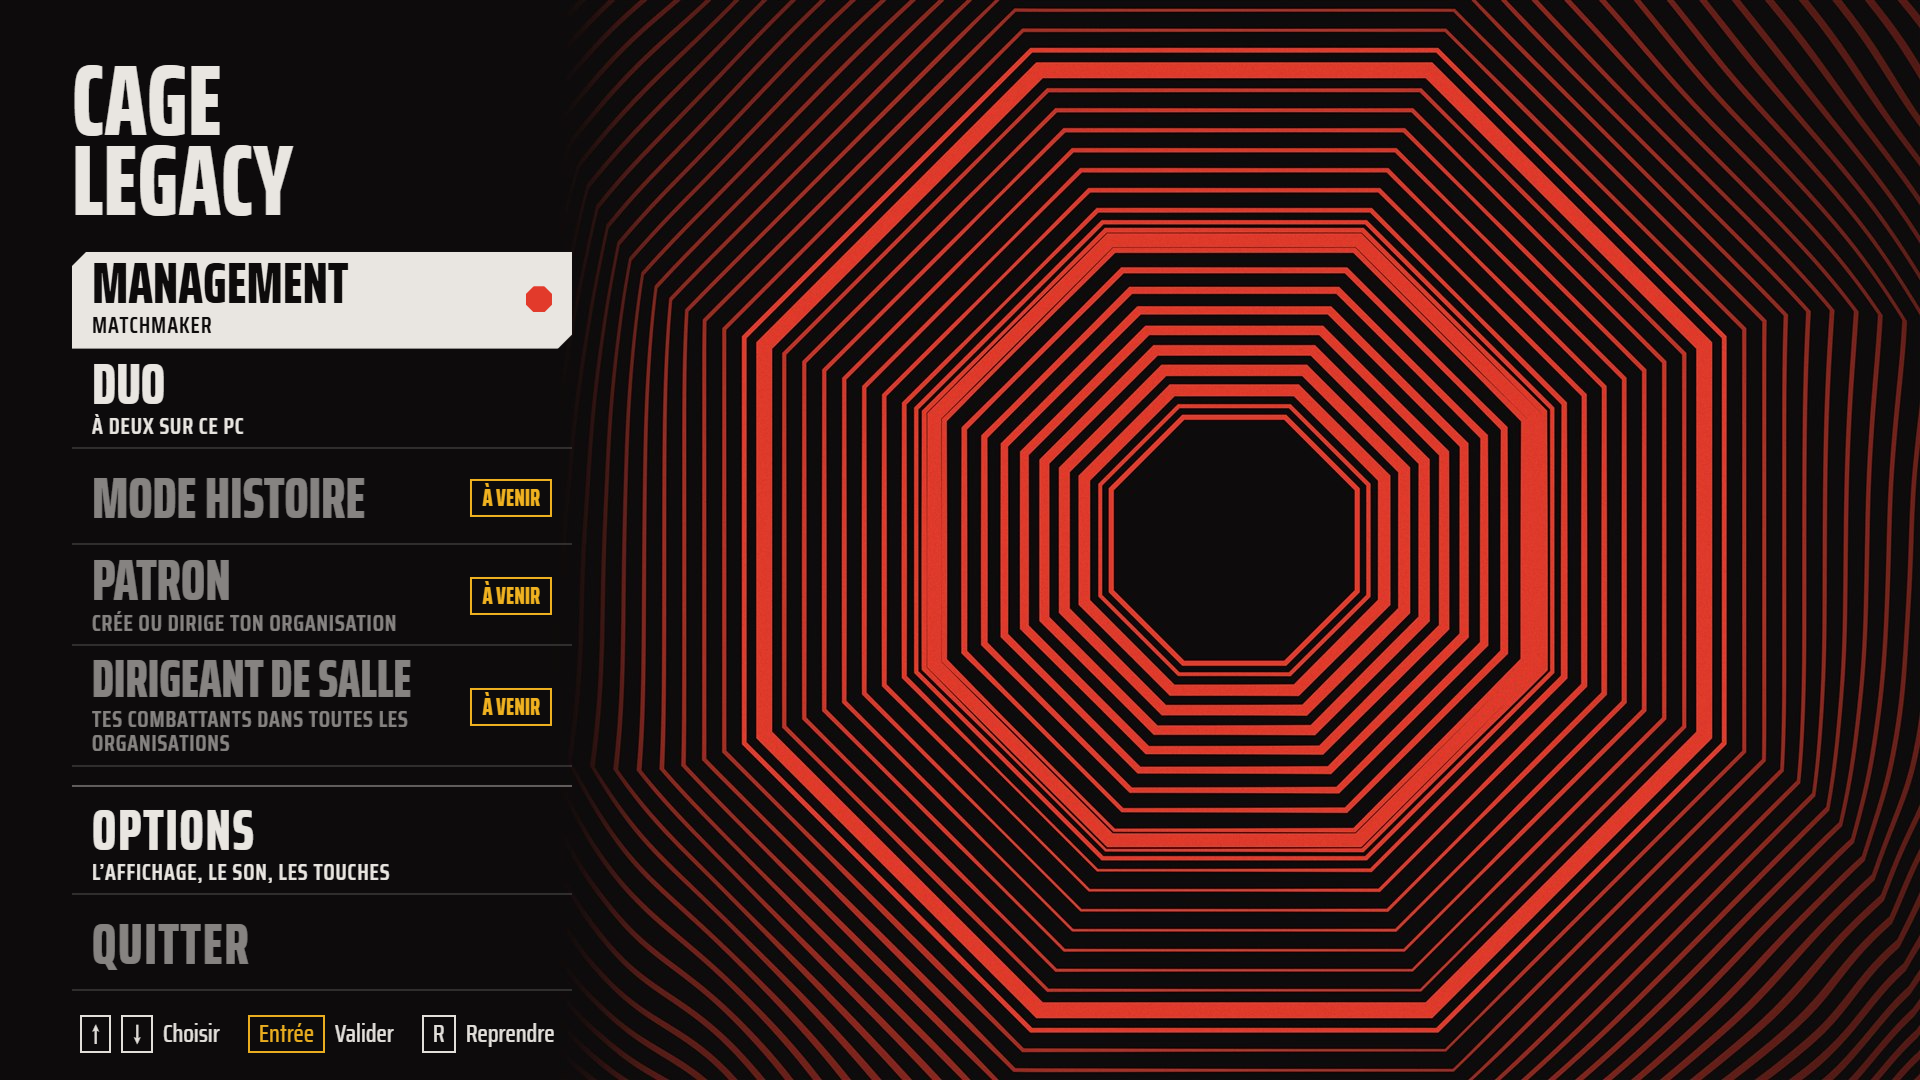 CAGE
LEGACY
MANAGEMENT
MATCHMAKER
DUO
À DEUX SUR CE PC
MODE HISTOIRE
À VENIR
PATRON
CRÉE OU DIRIGE TON ORGANISATION
À VENIR
DIRIGEANT DE SALLE
TES COMBATTANTS DANS TOUTES LES
ORGANISATIONS
À VENIR
OPTIONS
L’AFFICHAGE, LE SON, LES TOUCHES
QUITTER
↑ ↓ Choisir Entrée Valider R Reprendre